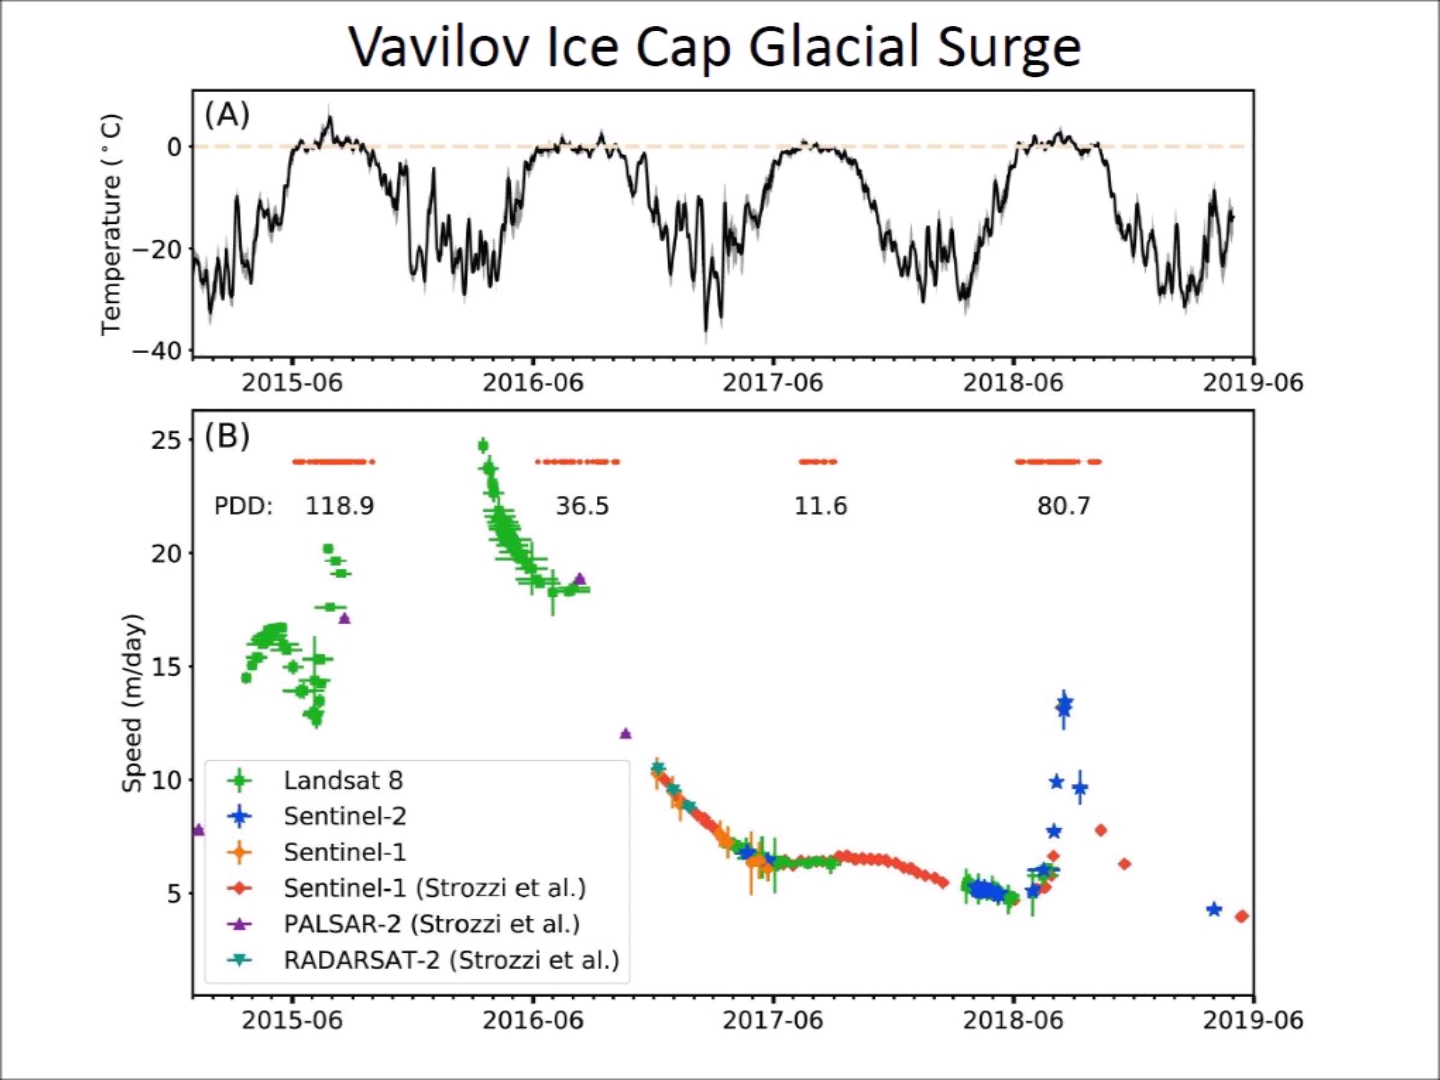 Vavilov Ice Cap Glacial Surge
(A)
Temperature (°C)
0
−20
−40
2015-06 2016-06 2017-06 2018-06 2019-06
(B)
Speed (m/day)
25
20
15
10
5
PDD: 118.9 36.5 11.6 80.7
Landsat 8
Sentinel-2
Sentinel-1
Sentinel-1 (Strozzi et al.)
PALSAR-2 (Strozzi et al.)
RADARSAT-2 (Strozzi et al.)
2015-06 2016-06 2017-06 2018-06 2019-06